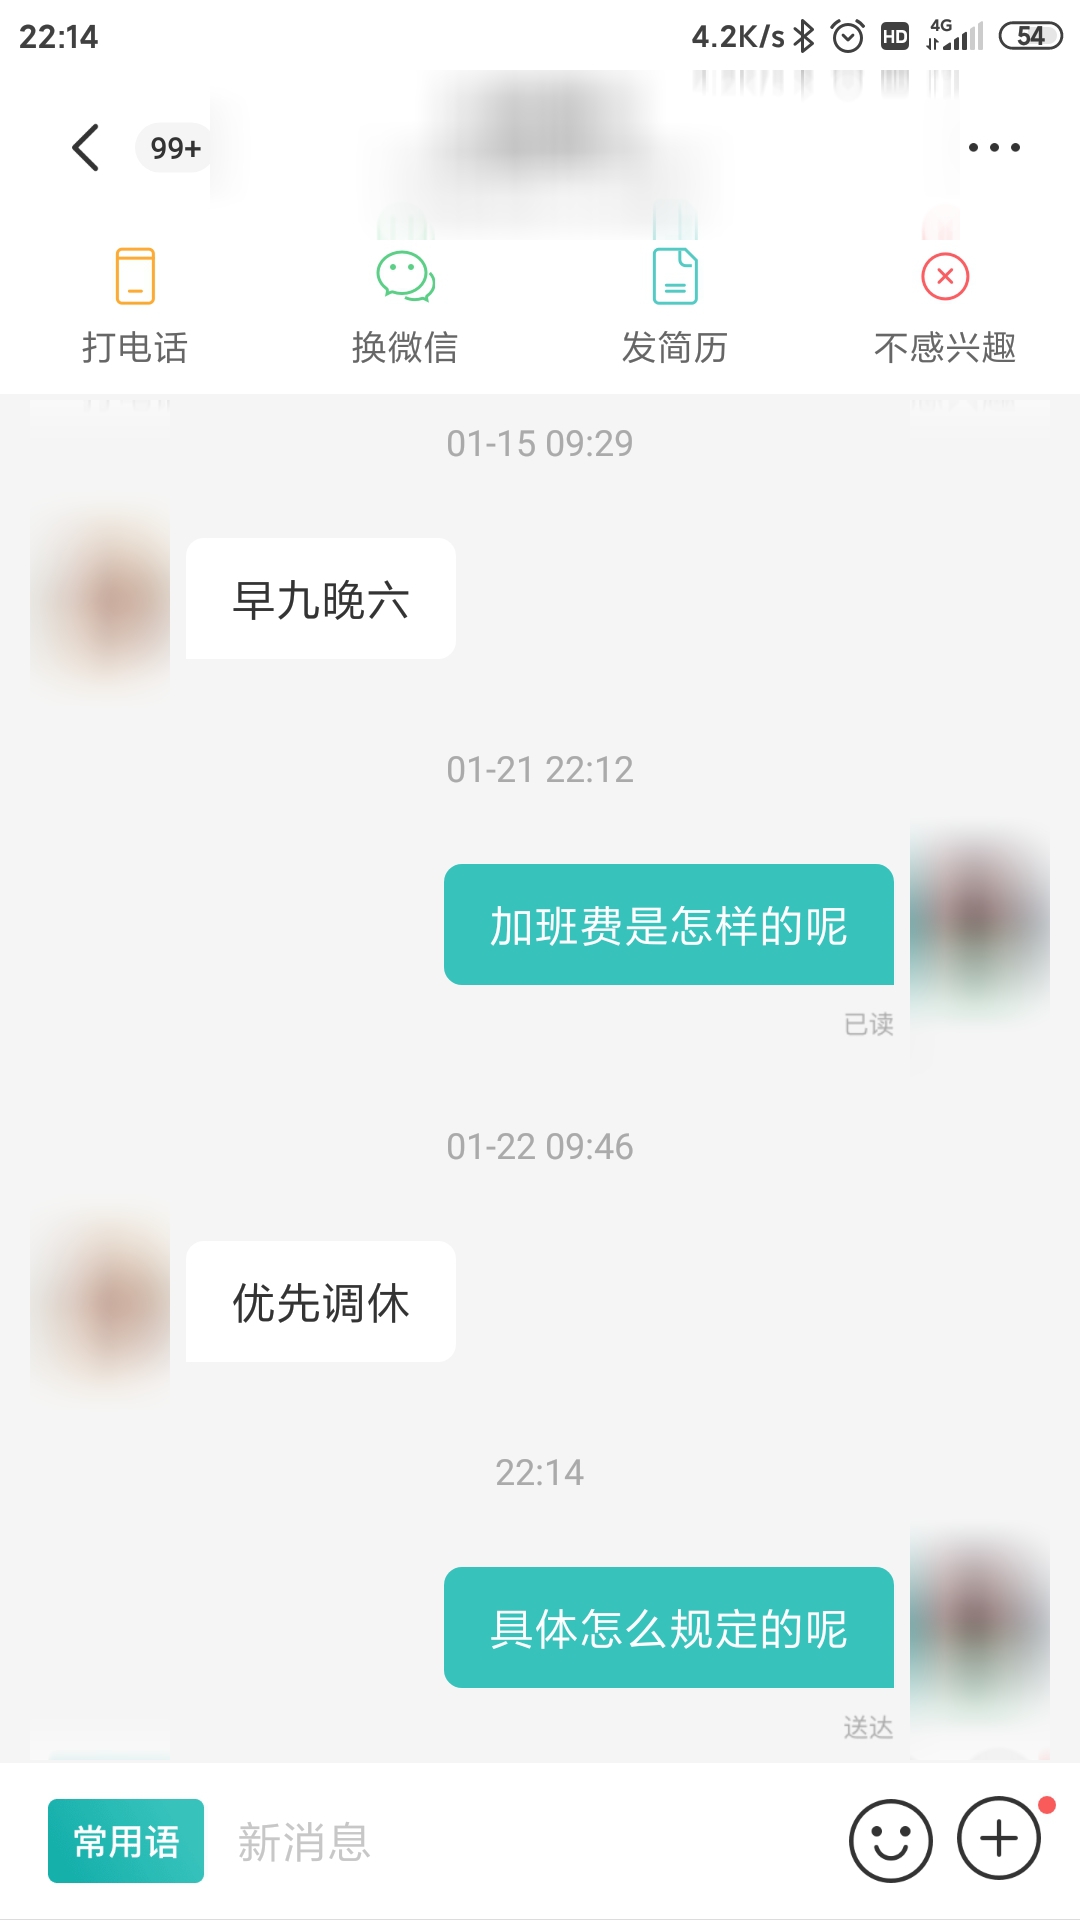 22:14 4.2K/s HD 4G 54
99+
打电话 换微信 发简历 不感兴趣
01-15 09:29
早九晚六
01-21 22:12
加班费是怎样的呢
已读
01-22 09:46
优先调休
22:14
具体怎么规定的呢
送达
常用语 新消息